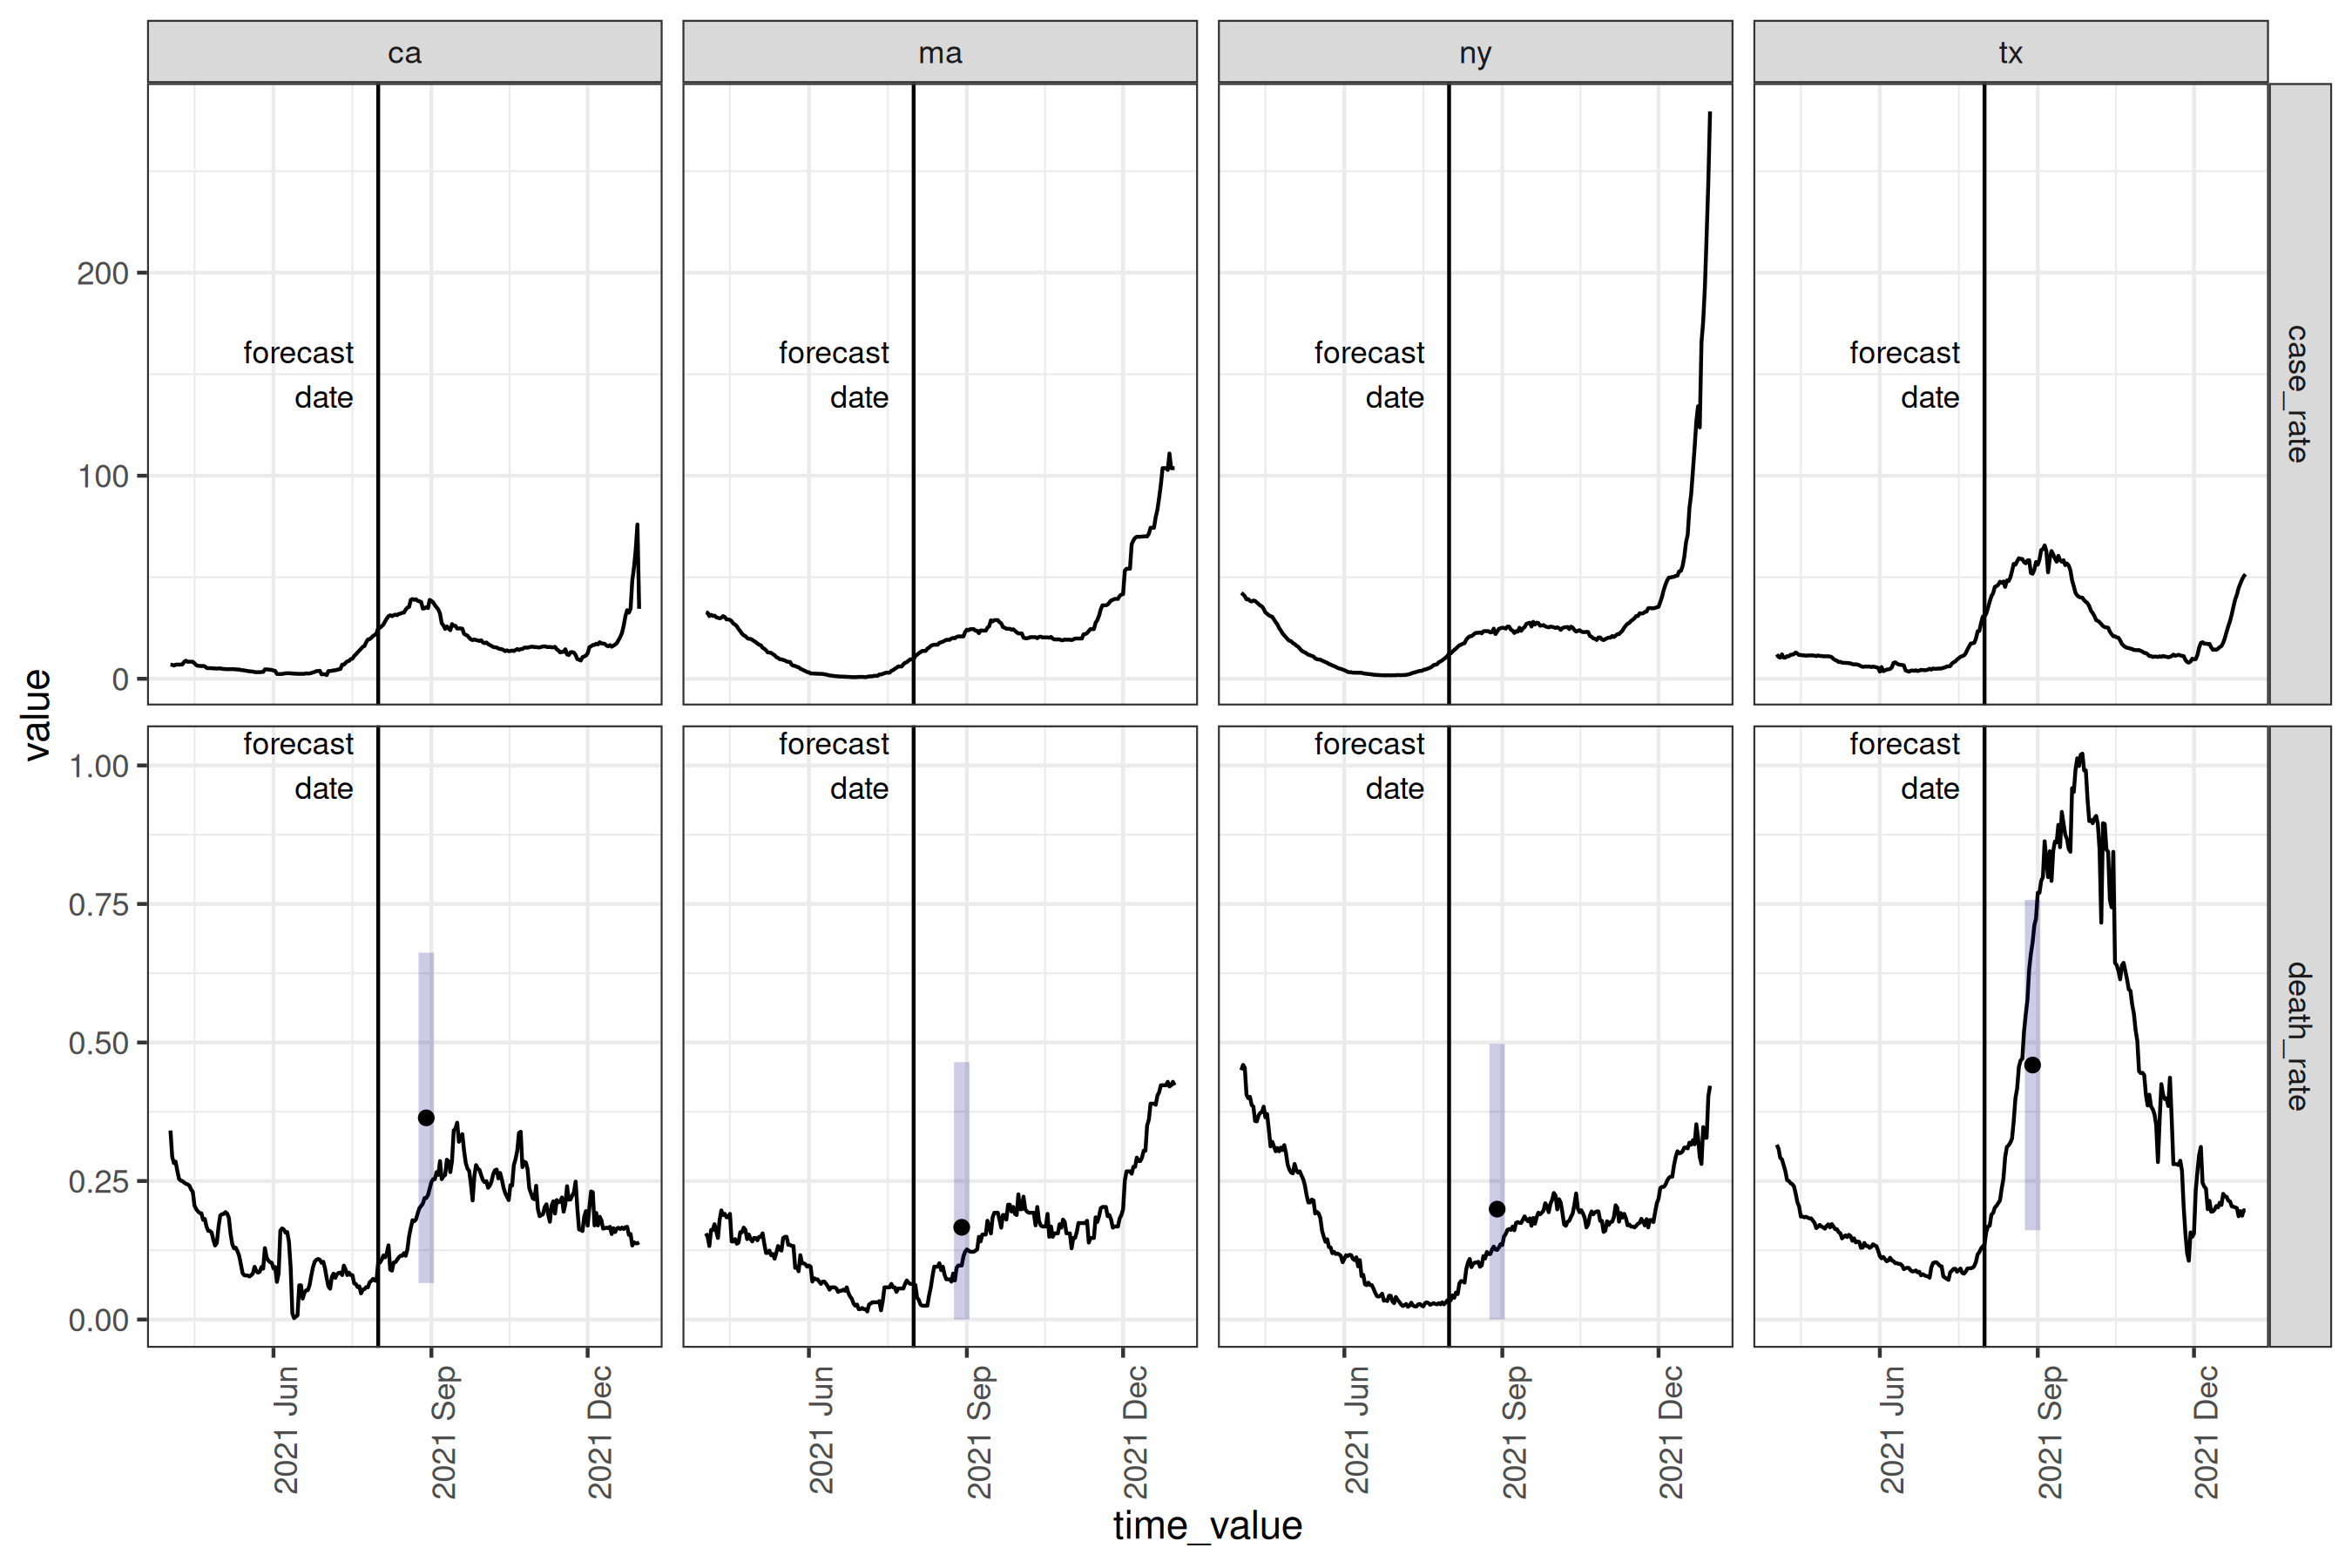 ca
ma
ny
tx
200
100
0
forecast
date
forecast
date
forecast
date
forecast
date
case_rate
value
1.00
0.75
0.50
0.25
0.00
forecast
date
forecast
date
forecast
date
forecast
date
death_rate
2021 Jun
2021 Sep
2021 Dec
2021 Jun
2021 Sep
2021 Dec
2021 Jun
2021 Sep
2021 Dec
2021 Jun
2021 Sep
2021 Dec
time_value